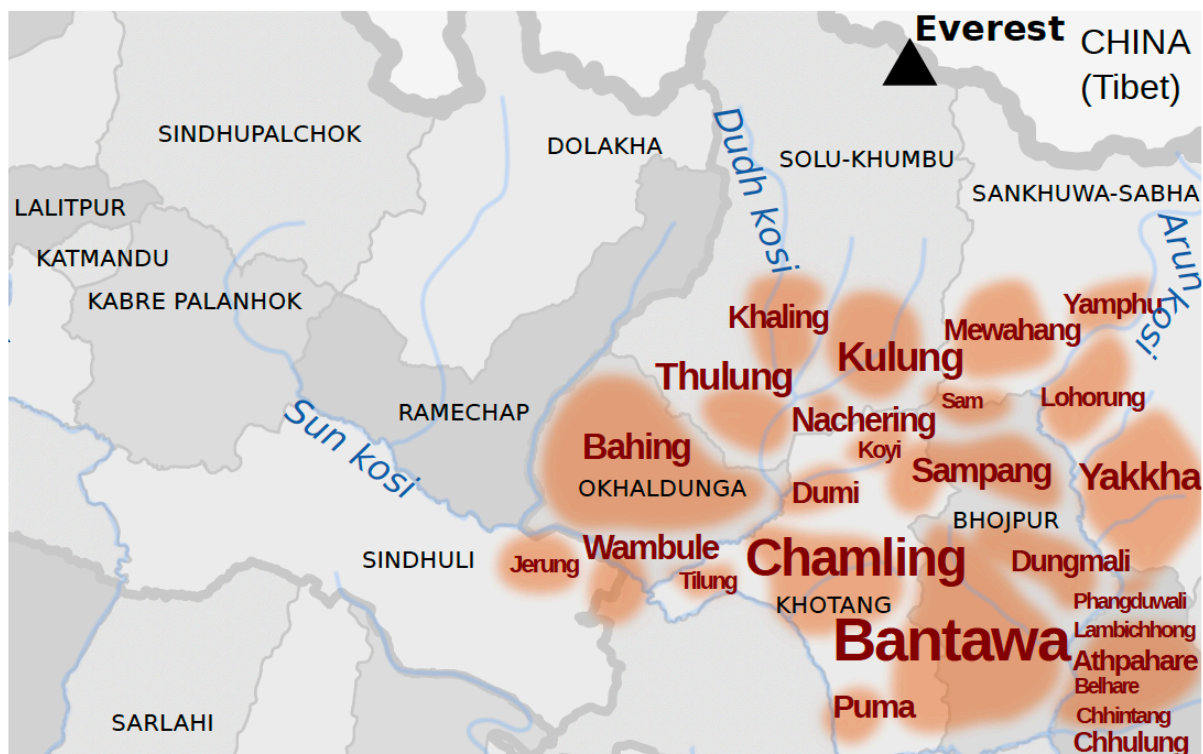 Everest
CHINA
(Tibet)
SINDHUPALCHOK
DOLAKHA
Dudh kosi
SOLU-KHUMBU
SANKHUWA-SABHA
LALITPUR
Arun kosi
KATMANDU
KABRE PALANHOK
Khaling
Yamphu
Mewahang
Kulung
Thulung
Sam
Lohorung
RAMECHAP
Nachering
Sun kosi
Bahing
Koyi
Sampang
Yakkha
OKHALDUNGA
Dumi
BHOJPUR
Wambule
Chamling
SINDHULI
Jerung
Dungmali
Tilung
KHOTANG
Phangduwali
Lambichhong
Bantawa
Athpahare
Belhare
Puma
Chhintang
SARLAHI
Chhulung